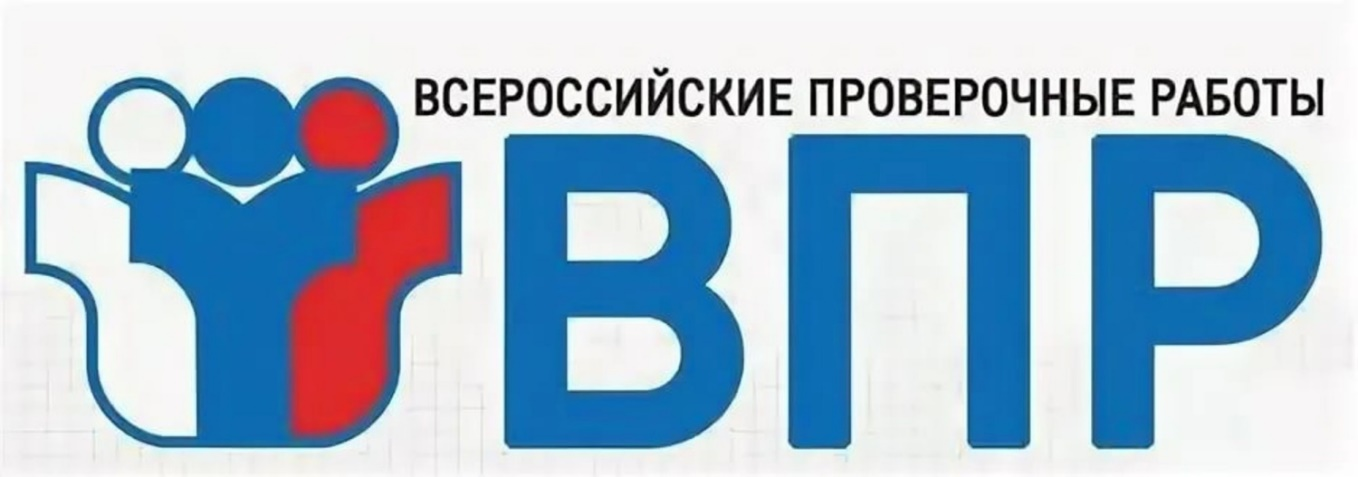 ВСЕРОССИЙСКИЕ ПРОВЕРОЧНЫЕ РАБОТЫ
ВПР